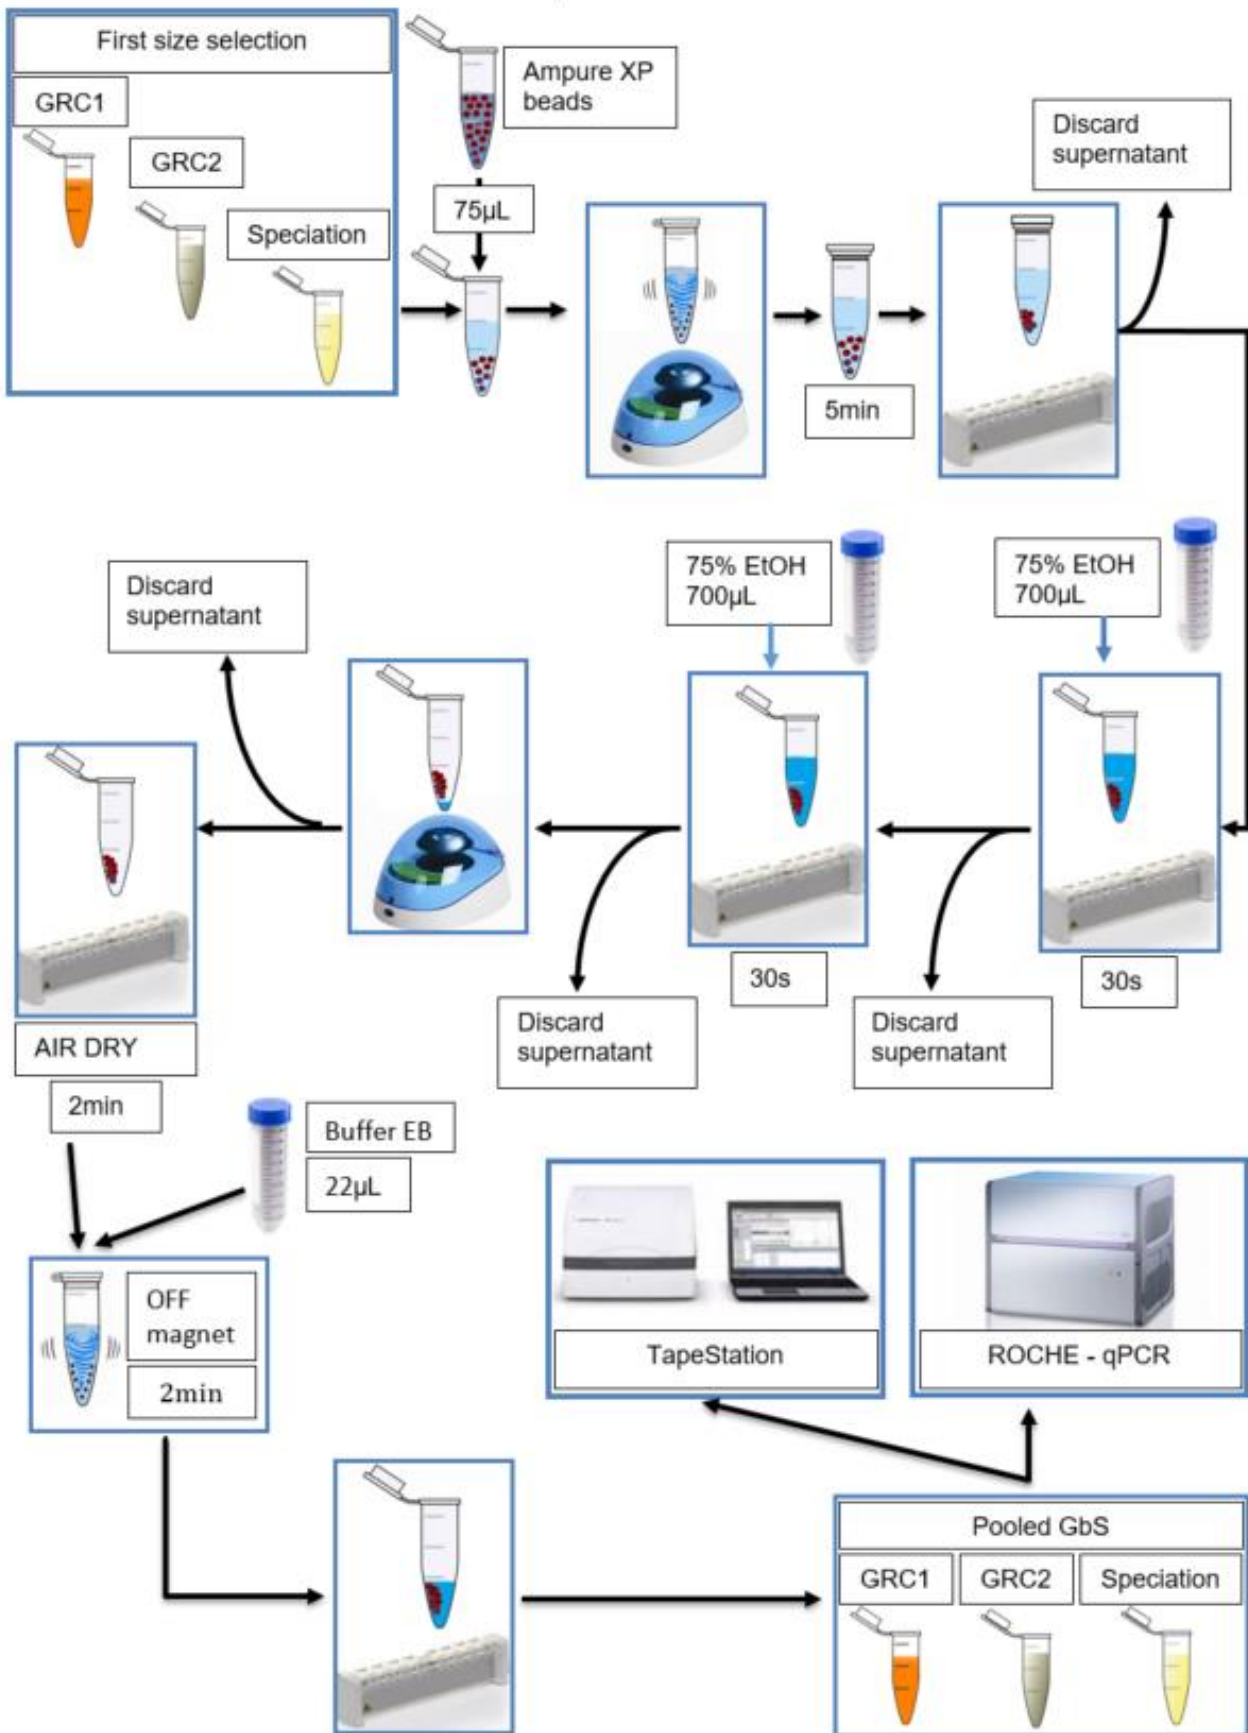 First size selection
GRC1
GRC2
Speciation
Ampure XP
beads
75µL
5min
Discard
supernatant
75% EtOH
700µL
30s
Discard
supernatant
75% EtOH
700µL
30s
Discard
supernatant
Discard
supernatant
AIR DRY
2min
Buffer EB
22µL
OFF
magnet
2min
TapeStation
ROCHE - qPCR
Pooled GbS
GRC1
GRC2
Speciation